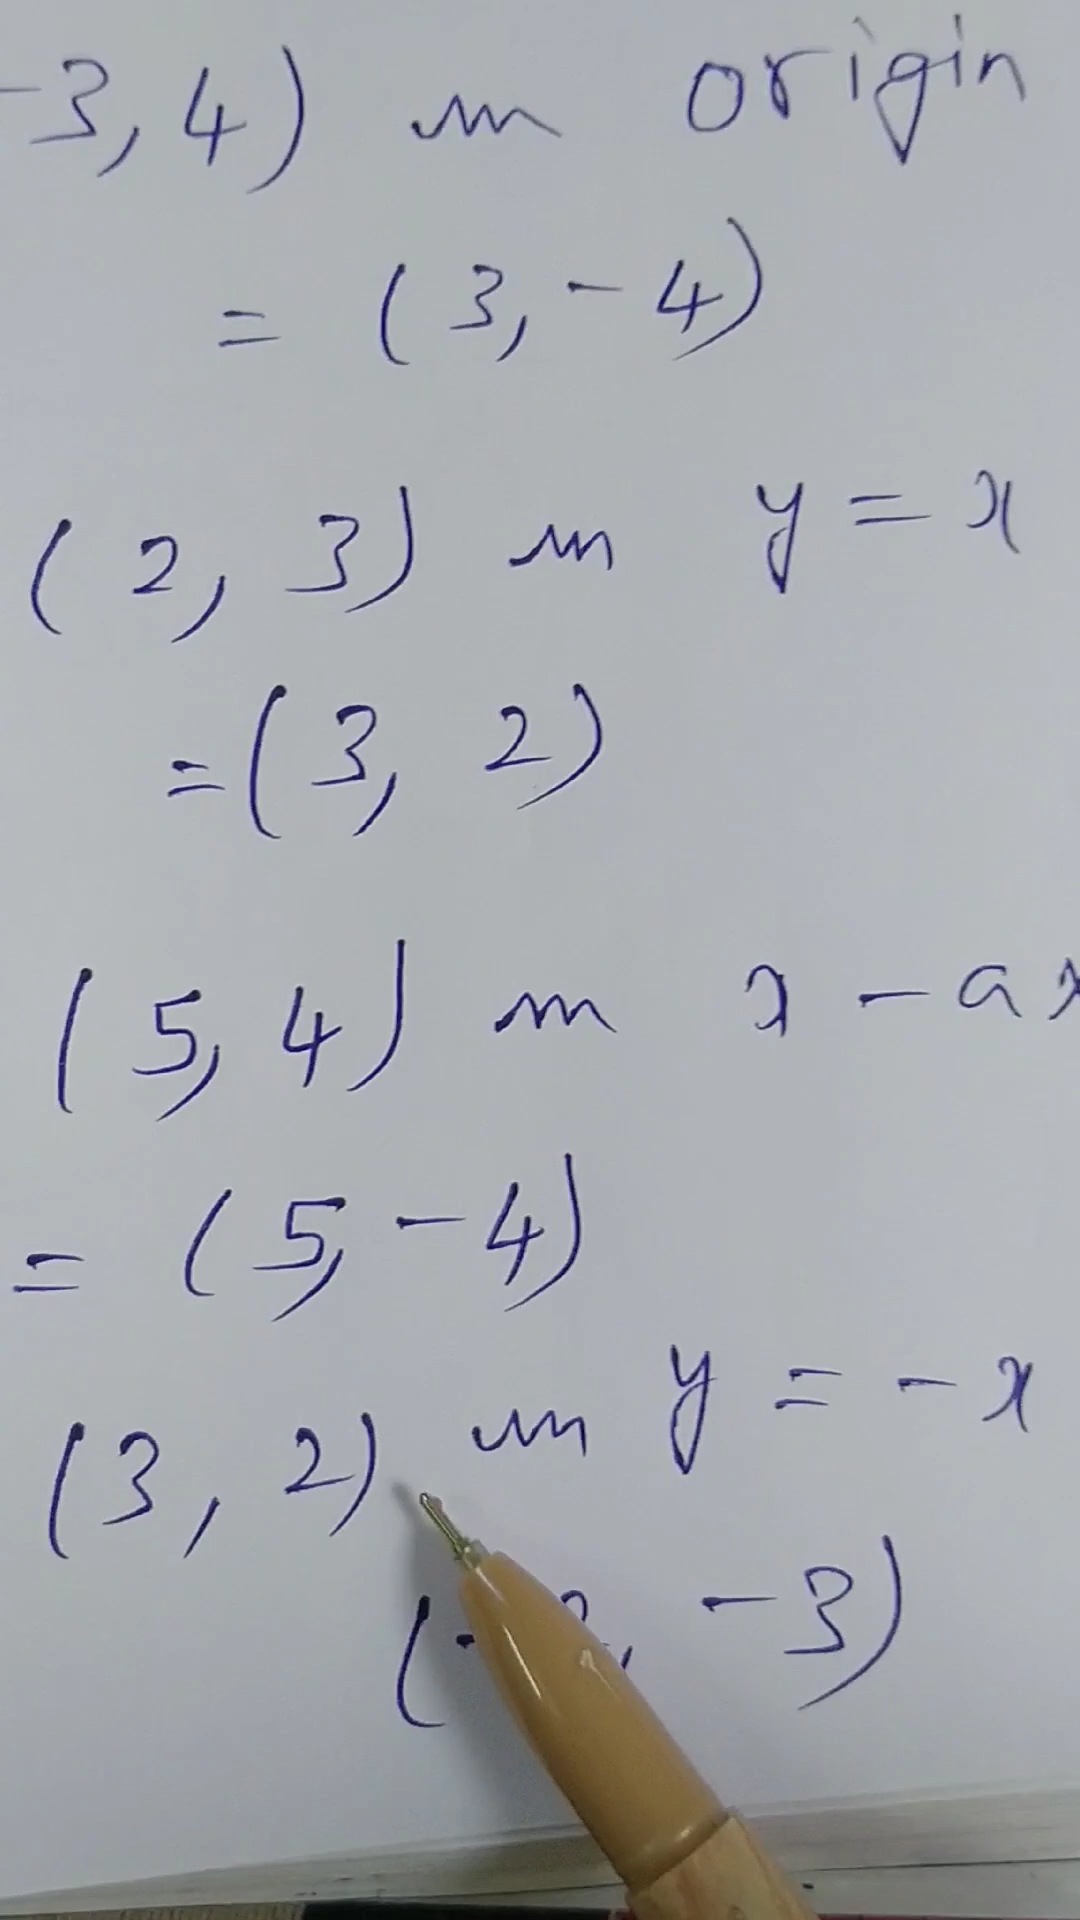 -3, 4) in origin
= (3, -4)
(2, 3) in y = x
= (3, 2)
(5, 4) in x - ax
= (5, -4)
(3, 2) in y = -x
(- , -3)